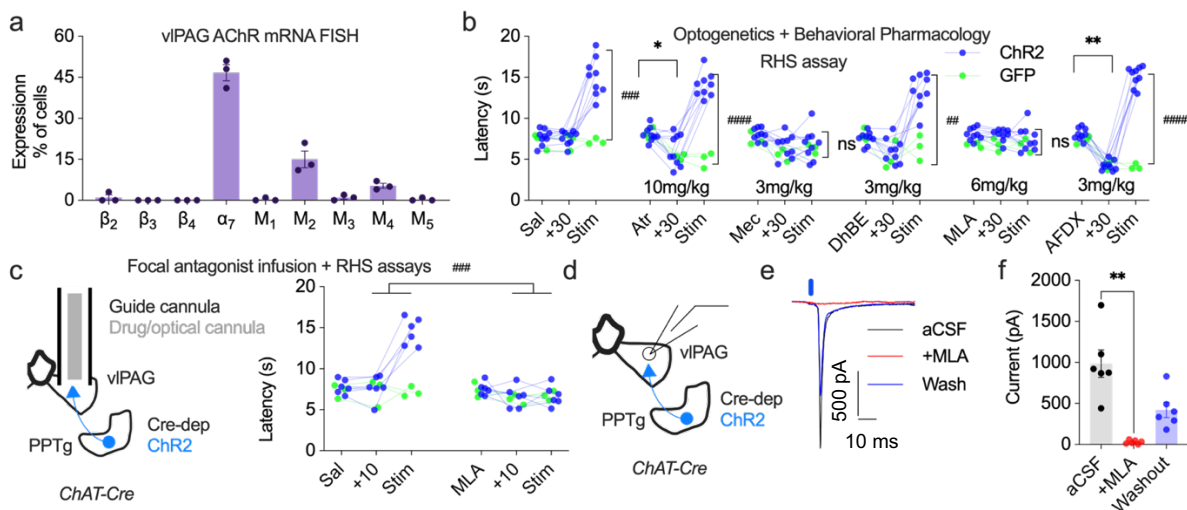 a
vlPAG AChR mRNA FISH
Expressionn
% of cells
60
45
30
15
0
β2 β3 β4 α7 M1 M2 M3 M4 M5
b
Optogenetics + Behavioral Pharmacology
RHS assay
ChR2
GFP
Latency (s)
20
15
10
5
0
* **
### #### ns ## ns ####
10mg/kg 3mg/kg 3mg/kg 6mg/kg 3mg/kg
Sal +30 Stim Atr +30 Stim Mec +30 Stim DhBE +30 Stim MLA +30 Stim AFDX +30 Stim
c
Focal antagonist infusion + RHS assays
###
Guide cannula
Drug/optical cannula
vlPAG
PPTg
Cre-dep
ChR2
ChAT-Cre
Latency (s)
20
15
10
5
0
Sal +10 Stim MLA +10 Stim
d
vlPAG
PPTg
Cre-dep
ChR2
ChAT-Cre
e
aCSF
+MLA
Wash
500 pA
10 ms
f
**
Current (pA)
2000
1500
1000
500
0
aCSF +MLA Washout